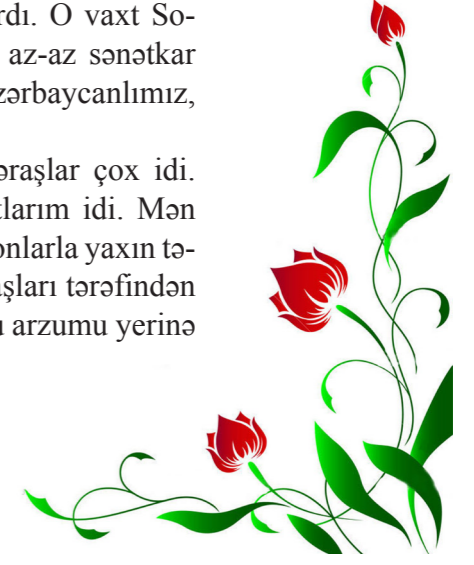 rdı. O vaxt So-
az-az sənətkar
zərbaycanlımız,
əraşlar çox idi.
tlarım idi. Mən
onlarla yaxın tə-
aşları tərəfindən
u arzumu yerinə